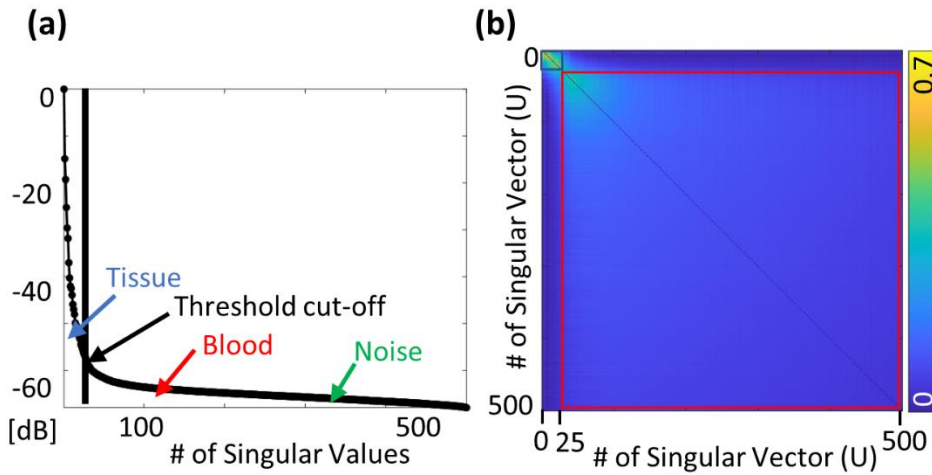 (a)
0
-20
-40
-60
[dB]
Tissue
Threshold cut-off
Blood
Noise
100
500
# of Singular Values
(b)
0
500
# of Singular Vector (U)
0 25
500
# of Singular Vector (U)
0.7
0